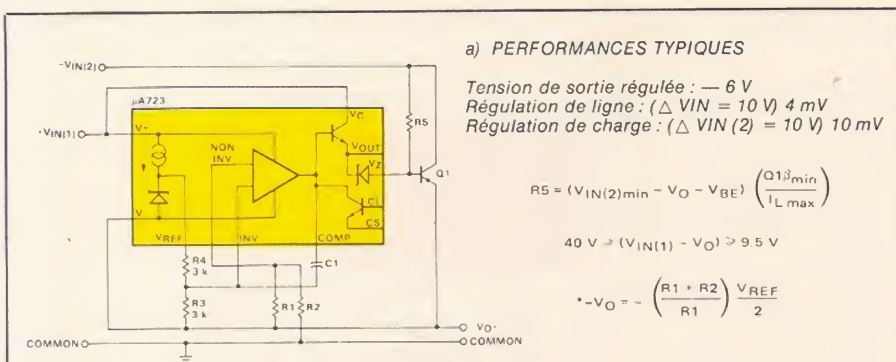 a) PERFORMANCES TYPIQUES
Tension de sortie régulée : — 6 V
Régulation de ligne : (△ VIN = 10 V) 4 mV
Régulation de charge : (△ VIN (2) = 10 V) 10 mV
R5 = (VIN(2)min − VO − VBE) (Q1βmin / IL max)
40 V ⩾ (VIN(1) − VO) ⩾ 9.5 V
*-VO = − (R1 + R2 / R1) VREF / 2
-VIN(2)
μA723
VC
R5
-VIN(1)
V+
NON
INV
VOUT
VZ
Q1
CL
CS
V-
VREF
INV
COMP
R4
3 k
C1
R3
3 k
R1
R2
VO-
COMMON
COMMON